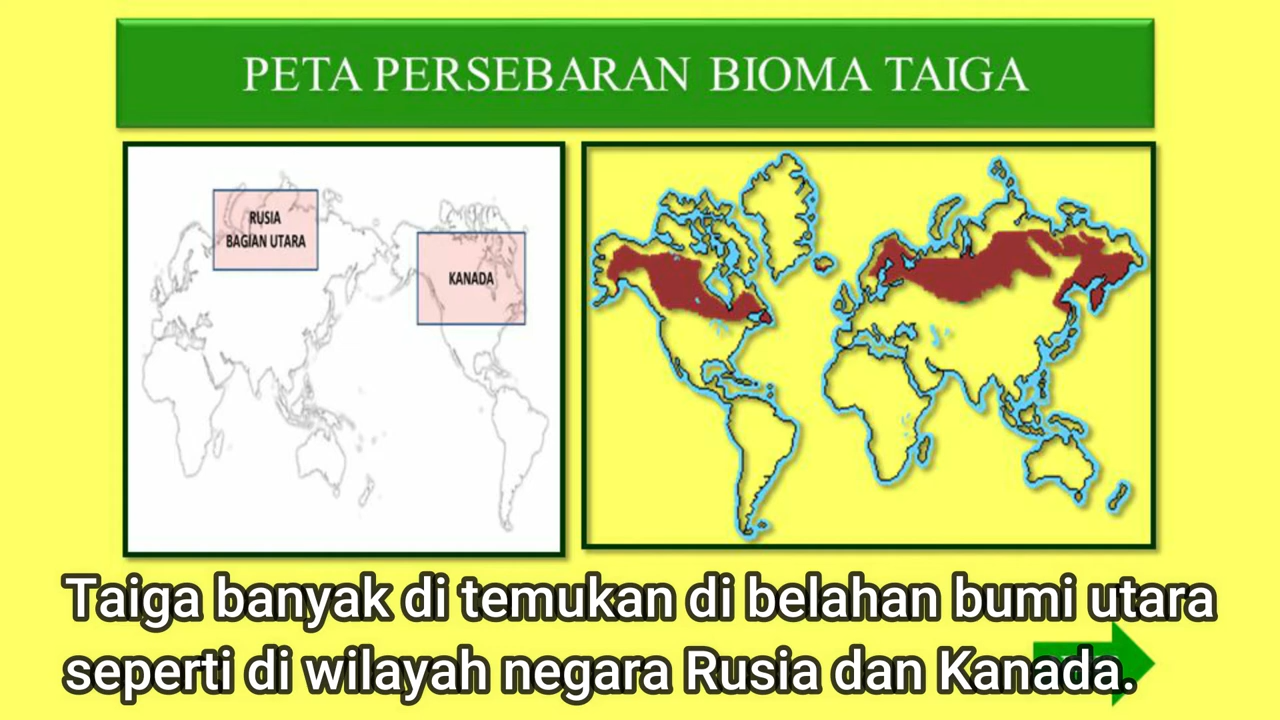 PETA PERSEBARAN BIOMA TAIGA
RUSIA
BAGIAN UTARA
KANADA
Taiga banyak di temukan di belahan bumi utara
seperti di wilayah negara Rusia dan Kanada.